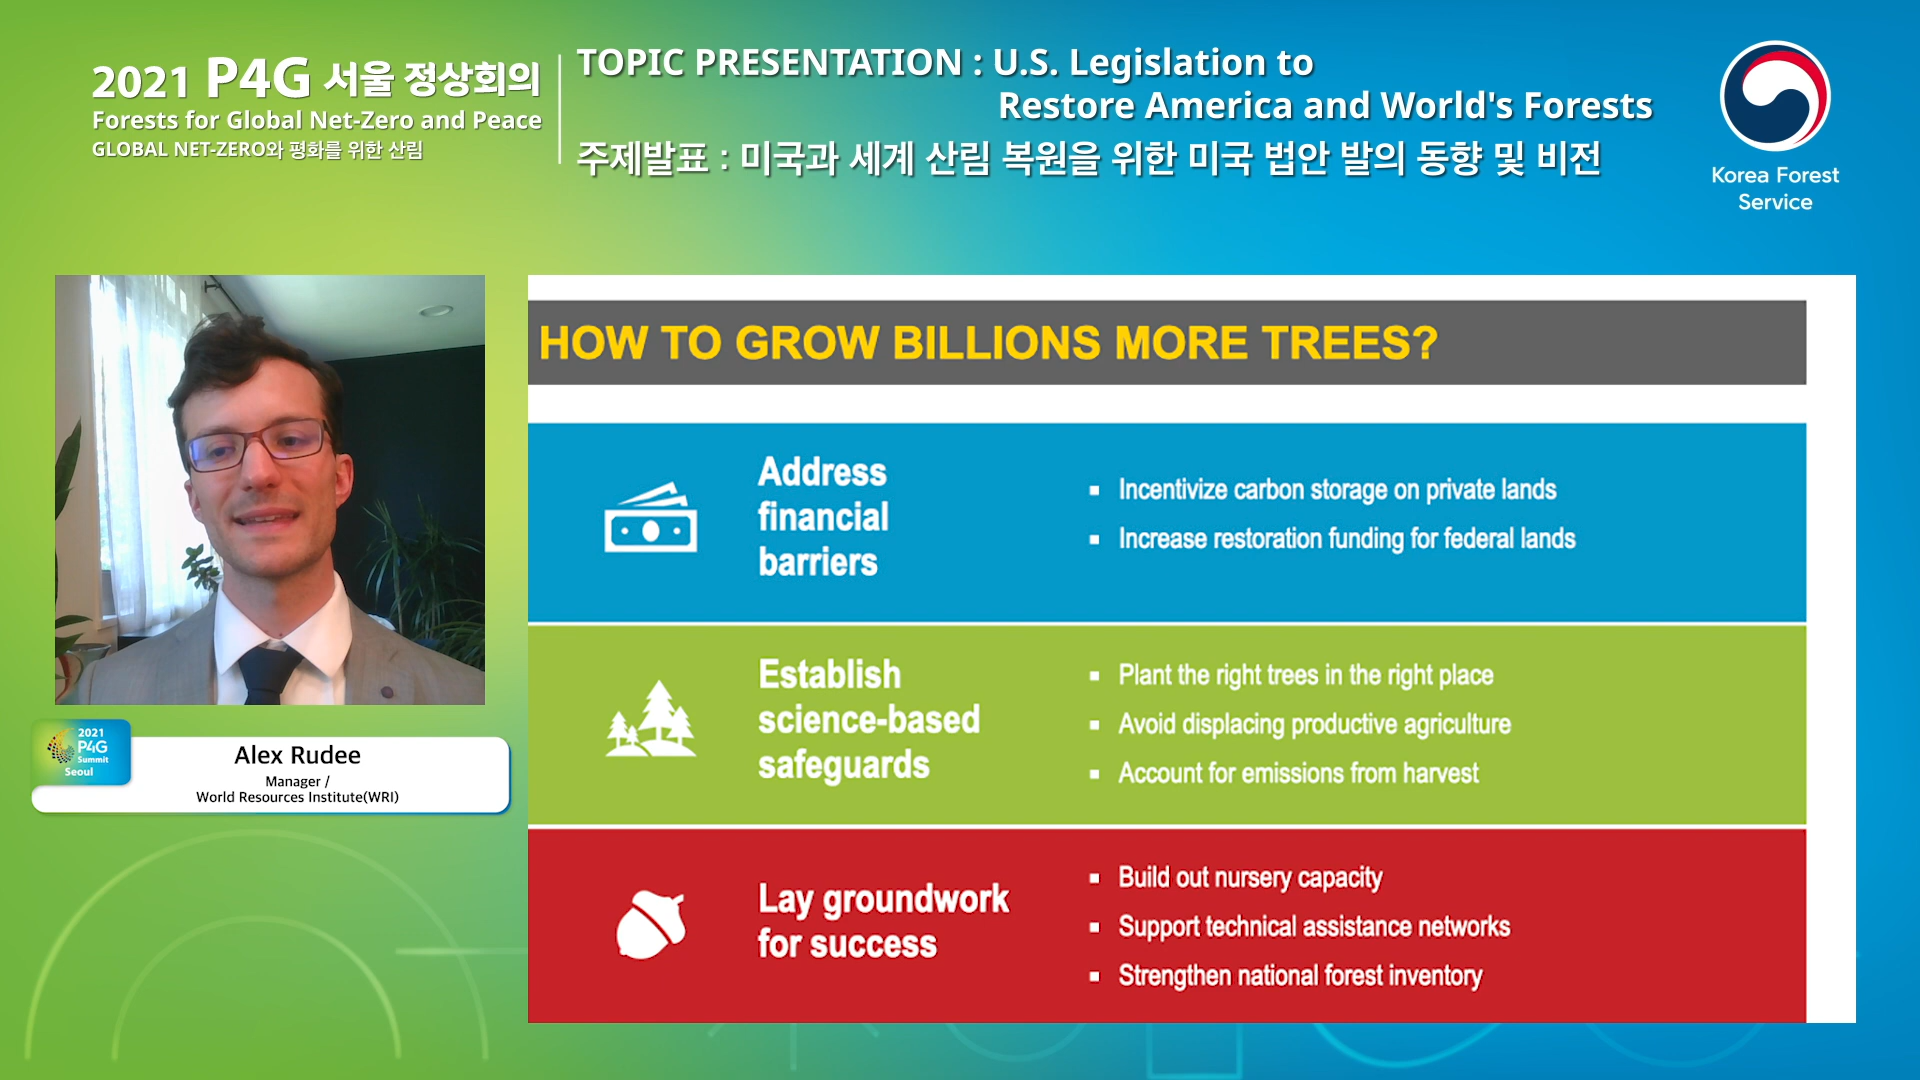 2021 P4G 서울 정상회의
Forests for Global Net-Zero and Peace
GLOBAL NET-ZERO와 평화를 위한 산림
TOPIC PRESENTATION : U.S. Legislation to
Restore America and World's Forests
주제발표 : 미국과 세계 산림 복원을 위한 미국 법안 발의 동향 및 비전
Korea Forest
Service
HOW TO GROW BILLIONS MORE TREES?
Address
financial
barriers
▪ Incentivize carbon storage on private lands
▪ Increase restoration funding for federal lands
Establish
science-based
safeguards
▪ Plant the right trees in the right place
▪ Avoid displacing productive agriculture
▪ Account for emissions from harvest
Lay groundwork
for success
▪ Build out nursery capacity
▪ Support technical assistance networks
▪ Strengthen national forest inventory
2021
P4G
Summit
Seoul
Alex Rudee
Manager /
World Resources Institute(WRI)